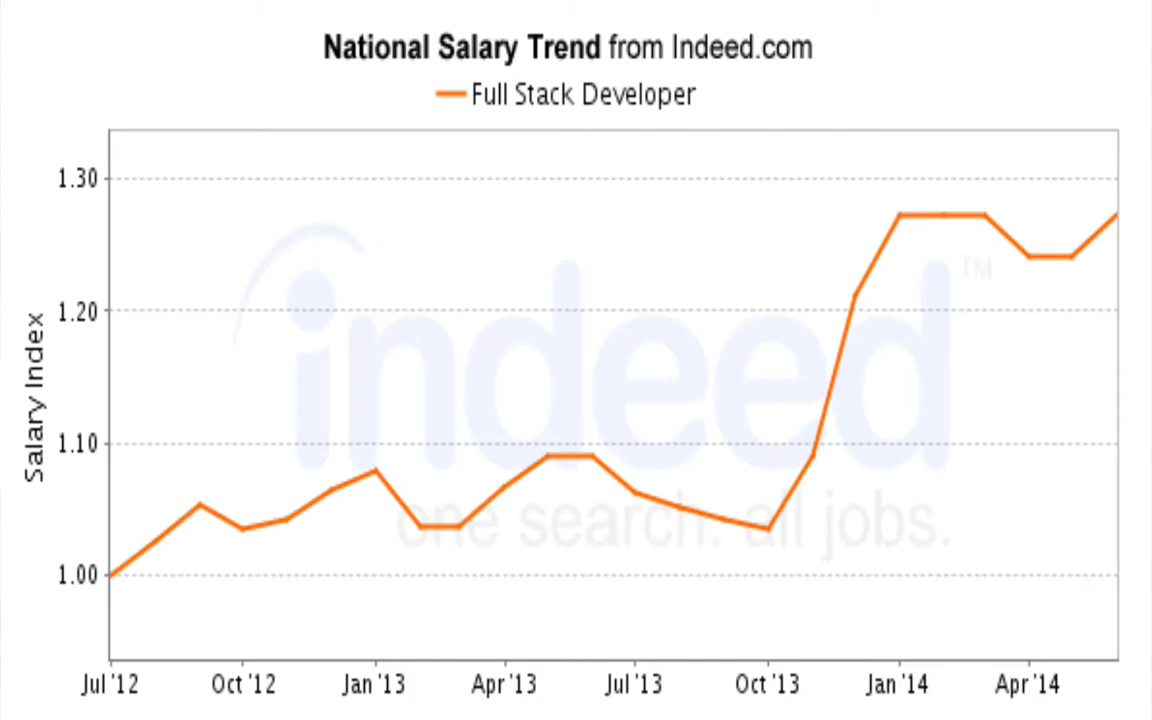 National Salary Trend from Indeed.com
Full Stack Developer
1.30
1.20
1.10
1.00
Salary Index
indeed™
one search. all jobs.
Jul '12 Oct '12 Jan '13 Apr '13 Jul '13 Oct '13 Jan '14 Apr '14